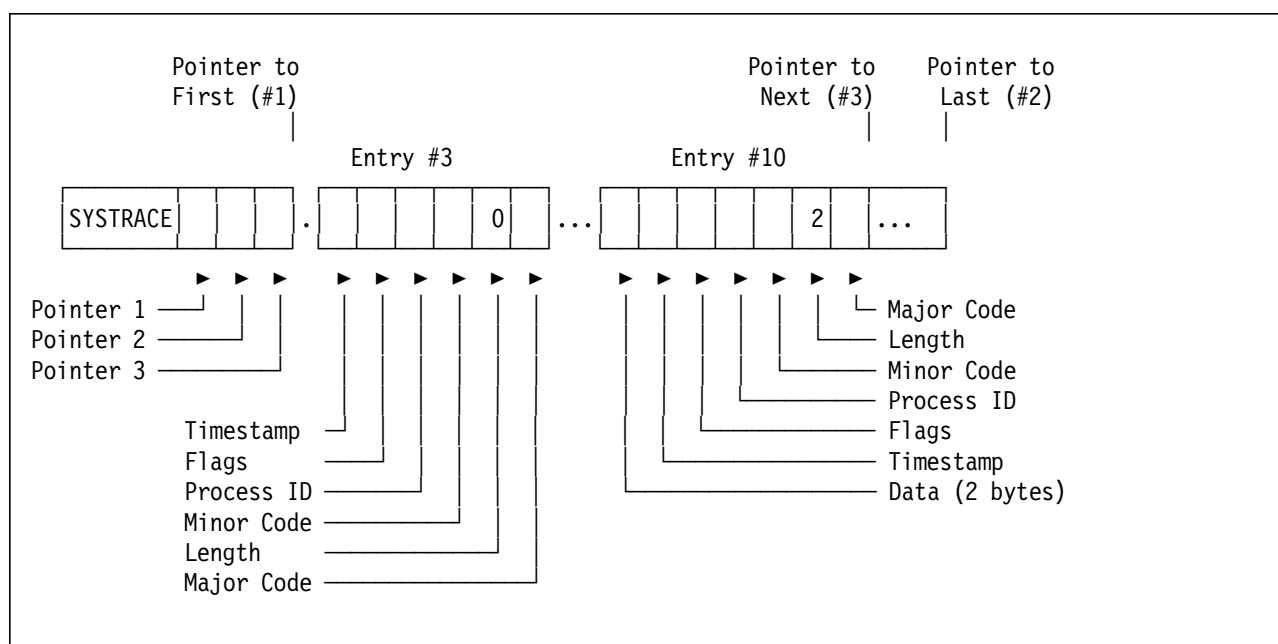 Pointer to Pointer to Pointer to
First (#1) Next (#3) Last (#2)
Entry #3 Entry #10
SYSTRACE . 0 ... 2 ...
Pointer 1 Major Code
Pointer 2 Length
Pointer 3 Minor Code
Process ID
Timestamp Flags
Flags Timestamp
Process ID Data (2 bytes)
Minor Code
Length
Major Code